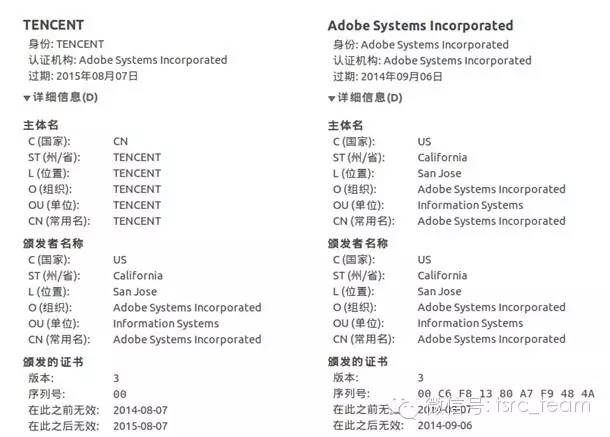 TENCENT
身份: TENCENT
认证机构: Adobe Systems Incorporated
过期: 2015年08月07日
▼详细信息(D)
主体名
C (国家): CN
ST (州/省): TENCENT
L (位置): TENCENT
O (组织): TENCENT
OU (单位): TENCENT
CN (常用名): TENCENT
颁发者名称
C (国家): US
ST (州/省): California
L (位置): San Jose
O (组织): Adobe Systems Incorporated
OU (单位): Information Systems
CN (常用名): Adobe Systems Incorporated
颁发的证书
版本: 3
序列号: 00
在此之前无效: 2014-08-07
在此之后无效: 2015-08-07
Adobe Systems Incorporated
身份: Adobe Systems Incorporated
认证机构: Adobe Systems Incorporated
过期: 2014年09月06日
▼详细信息(D)
主体名
C (国家): US
ST (州/省): California
L (位置): San Jose
O (组织): Adobe Systems Incorporated
OU (单位): Information Systems
CN (常用名): Adobe Systems Incorporated
颁发者名称
C (国家): US
ST (州/省): California
L (位置): San Jose
O (组织): Adobe Systems Incorporated
OU (单位): Information Systems
CN (常用名): Adobe Systems Incorporated
颁发的证书
版本: 3
序列号: 00 C6 F8 13 80 A7 F9 48 4A
在此之前无
在此之后无效: 2014-09-06
微信号: tsrc_team